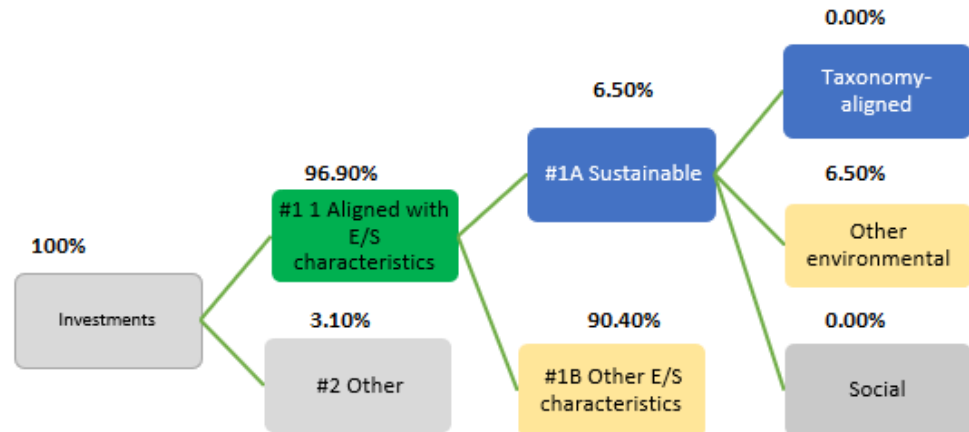 0.00%
Taxonomy-
aligned
6.50%
#1A Sustainable
96.90%
6.50%
#1 1 Aligned with
E/S
characteristics
Other
environmental
100%
Investments
3.10%
90.40%
0.00%
#2 Other
#1B Other E/S
characteristics
Social